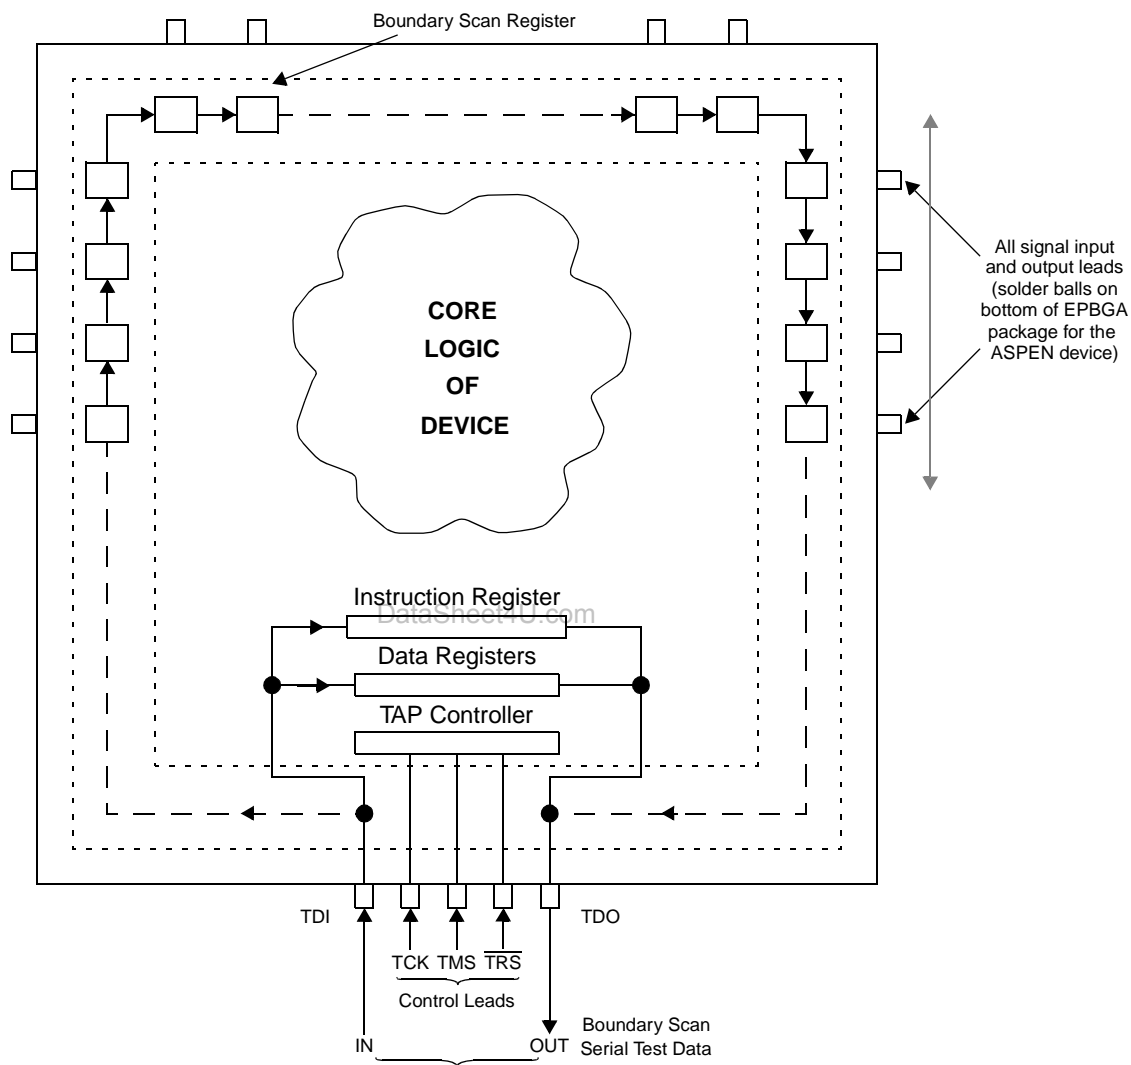 Boundary Scan Register
All signal input
and output leads
(solder balls on
bottom of EPBGA
package for the
ASPEN device)
CORE
LOGIC
OF
DEVICE
Instruction Register
DataSheet4U.com
Data Registers
TAP Controller
TDI
TDO
TCK TMS TRS
Control Leads
IN
OUT
Boundary Scan
Serial Test Data